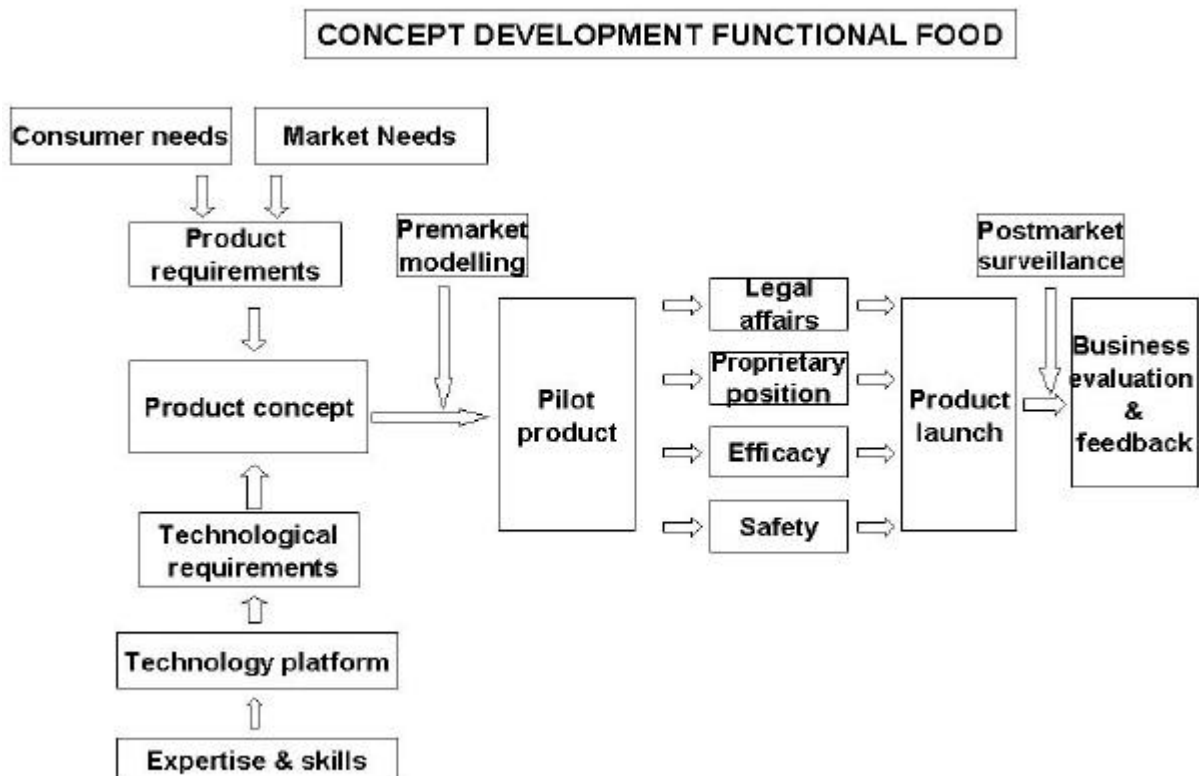 CONCEPT DEVELOPMENT FUNCTIONAL FOOD
Consumer needs
Market Needs
Product
requirements
Premarket
modelling
Postmarket
surveillance
Product concept
Pilot
product
Legal
affairs
Proprietary
position
Efficacy
Safety
Product
launch
Business
evaluation
&
feedback
Technological
requirements
Technology platform
Expertise & skills